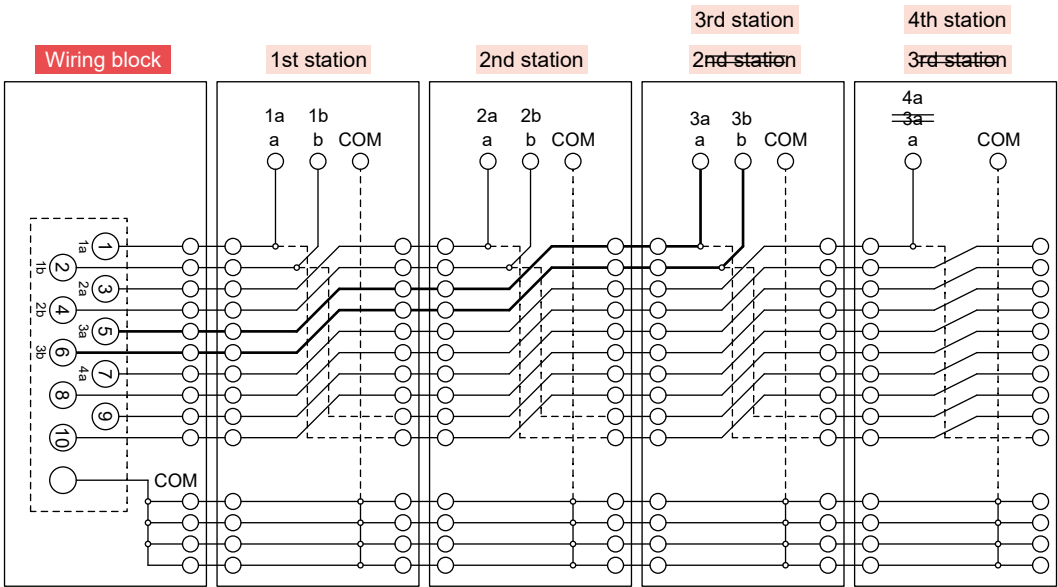 3rd station
4th station
Wiring block
1st station
2nd station
2nd station
3rd station
1a
1b
a
b
COM
2a
2b
a
b
COM
3a
3b
a
b
COM
4a
3a
a
COM
1a
1
1b
2
2a
3
2b
4
3a
5
3b
6
4a
7
8
9
10
COM